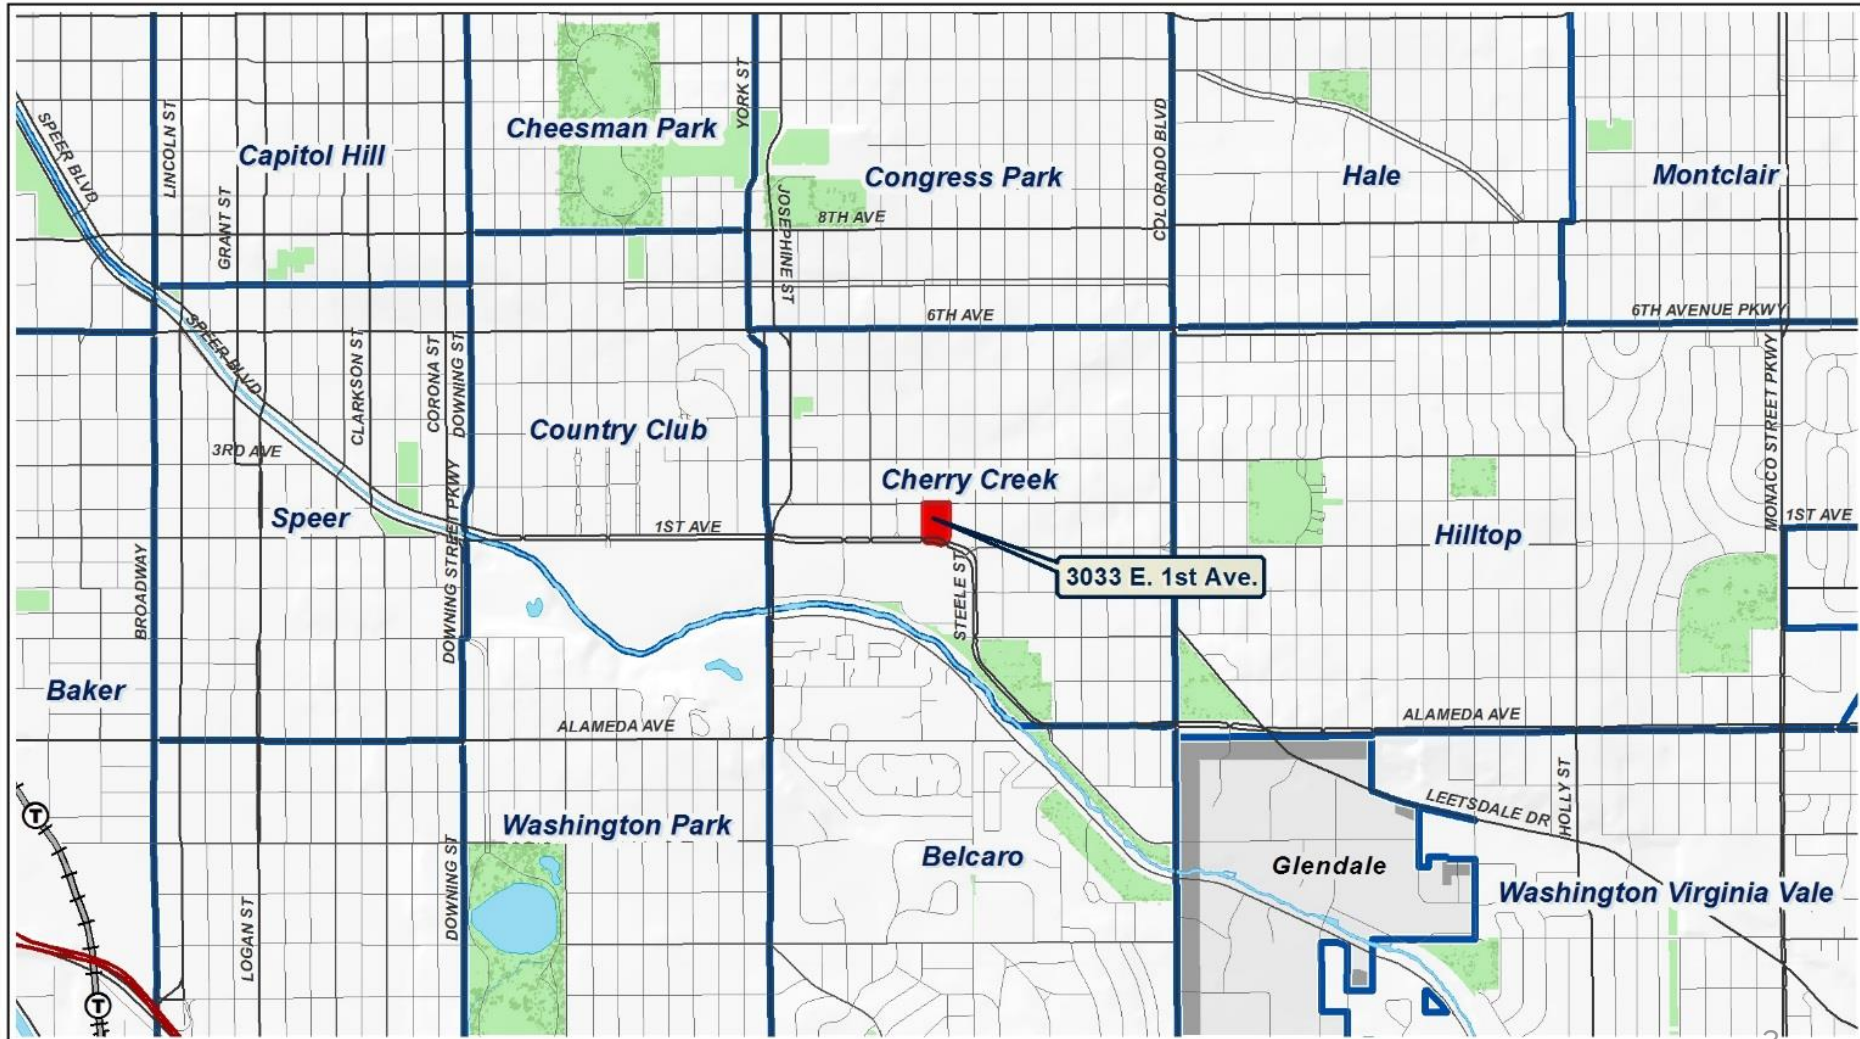 SPEER BLVD
LINCOLN ST
Capitol Hill
GRANT ST
Cheesman Park
YORK ST
Congress Park
JOSEPHINE ST
8TH AVE
COLORADO BLVD
Hale
Montclair
6TH AVE
6TH AVENUE PKWY
SPEER BLVD
CLARKSON ST
CORONA ST
DOWNING ST
3RD AVE
Country Club
Cherry Creek
Speer
1ST AVE
DOWNING STREET PKWY
BROADWAY
STEELE ST
3033 E. 1st Ave.
Hilltop
MONACO STREET PKWY
1ST AVE
Baker
ALAMEDA AVE
ALAMEDA AVE
T
Washington Park
Belcaro
Glendale
LEETSDALE DR
HOLLY ST
Washington Virginia Vale
DOWNING ST
LOGAN ST
T